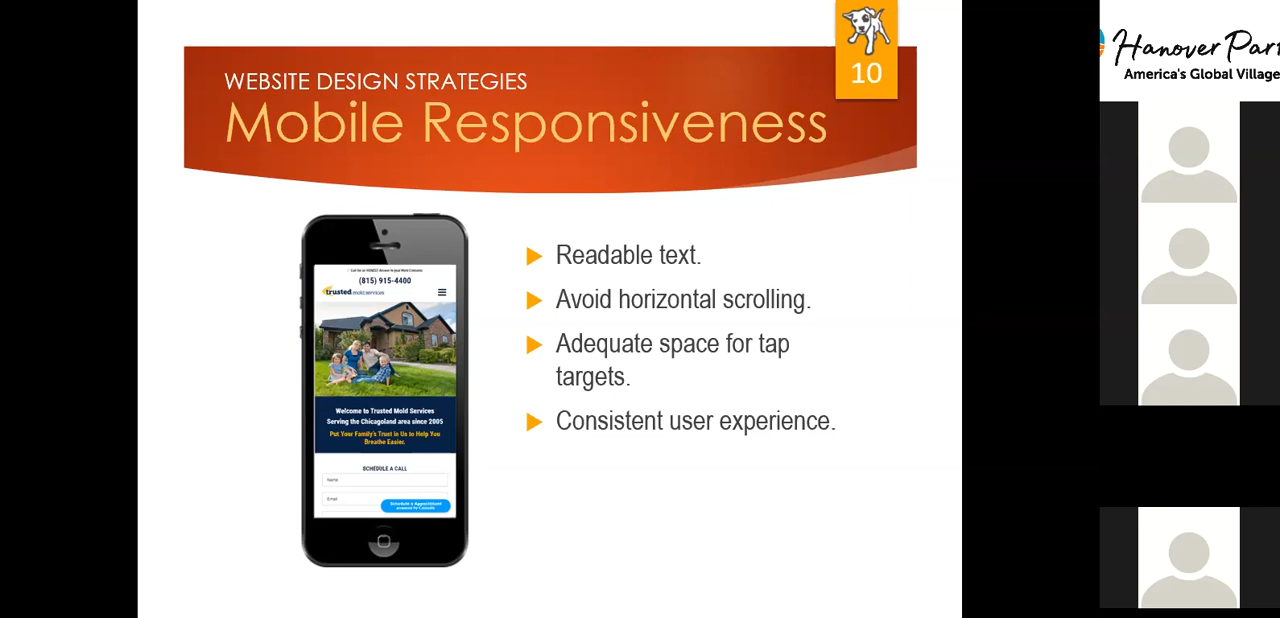 10
WEBSITE DESIGN STRATEGIES
Mobile Responsiveness
(815) 915-4400
trusted mold services
Welcome to Trusted Mold Services
Serving the Chicagoland area since 2005
Put Your Family's Trust in Us to Help You
Breathe Easier.
SCHEDULE A CALL
Name
Email
Readable text.
Avoid horizontal scrolling.
Adequate space for tap
targets.
Consistent user experience.
Hanover Par
America's Global Village